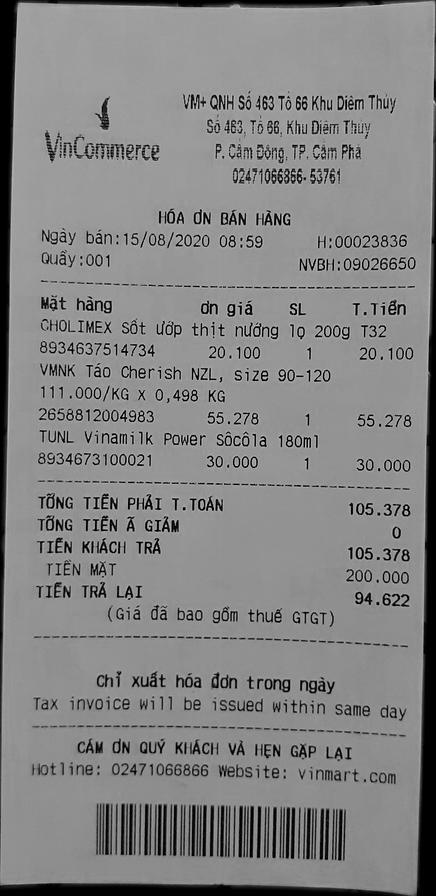 VinCommerce
VM+ QNH Số 463 Tổ 66 Khu Diêm Thủy
Số 463, Tổ 66, Khu Diêm Thủy
P. Cẩm Đông, TP. Cẩm Phả
02471066866- 53761
HÓA ƠN BÁN HÀNG
Ngày bán:15/08/2020 08:59 H:00023836
Quầy:001 NVBH:09026650
Mặt hàng ơn giá SL T.Tiền
CHOLIMEX Sốt ướp thịt nướng lọ 200g T32
8934637514734 20.100 1 20.100
VMNK Táo Cherish NZL, size 90-120
111.000/KG X 0,498 KG
2658812004983 55.278 1 55.278
TUNL Vinamilk Power Sôcôla 180ml
8934673100021 30.000 1 30.000
TỔNG TIỀN PHẢI T.TOÁN 105.378
TỔNG TIỀN Ã GIẢM 0
TIỀN KHÁCH TRẢ 105.378
TIỀN MẶT 200.000
TIỀN TRẢ LẠI 94.622
(Giá đã bao gồm thuế GTGT)
Chỉ xuất hóa đơn trong ngày
Tax invoice will be issued within same day
CẢM ƠN QUÝ KHÁCH VÀ HẸN GẶP LẠI
Hotline: 02471066866 Website: vinmart.com